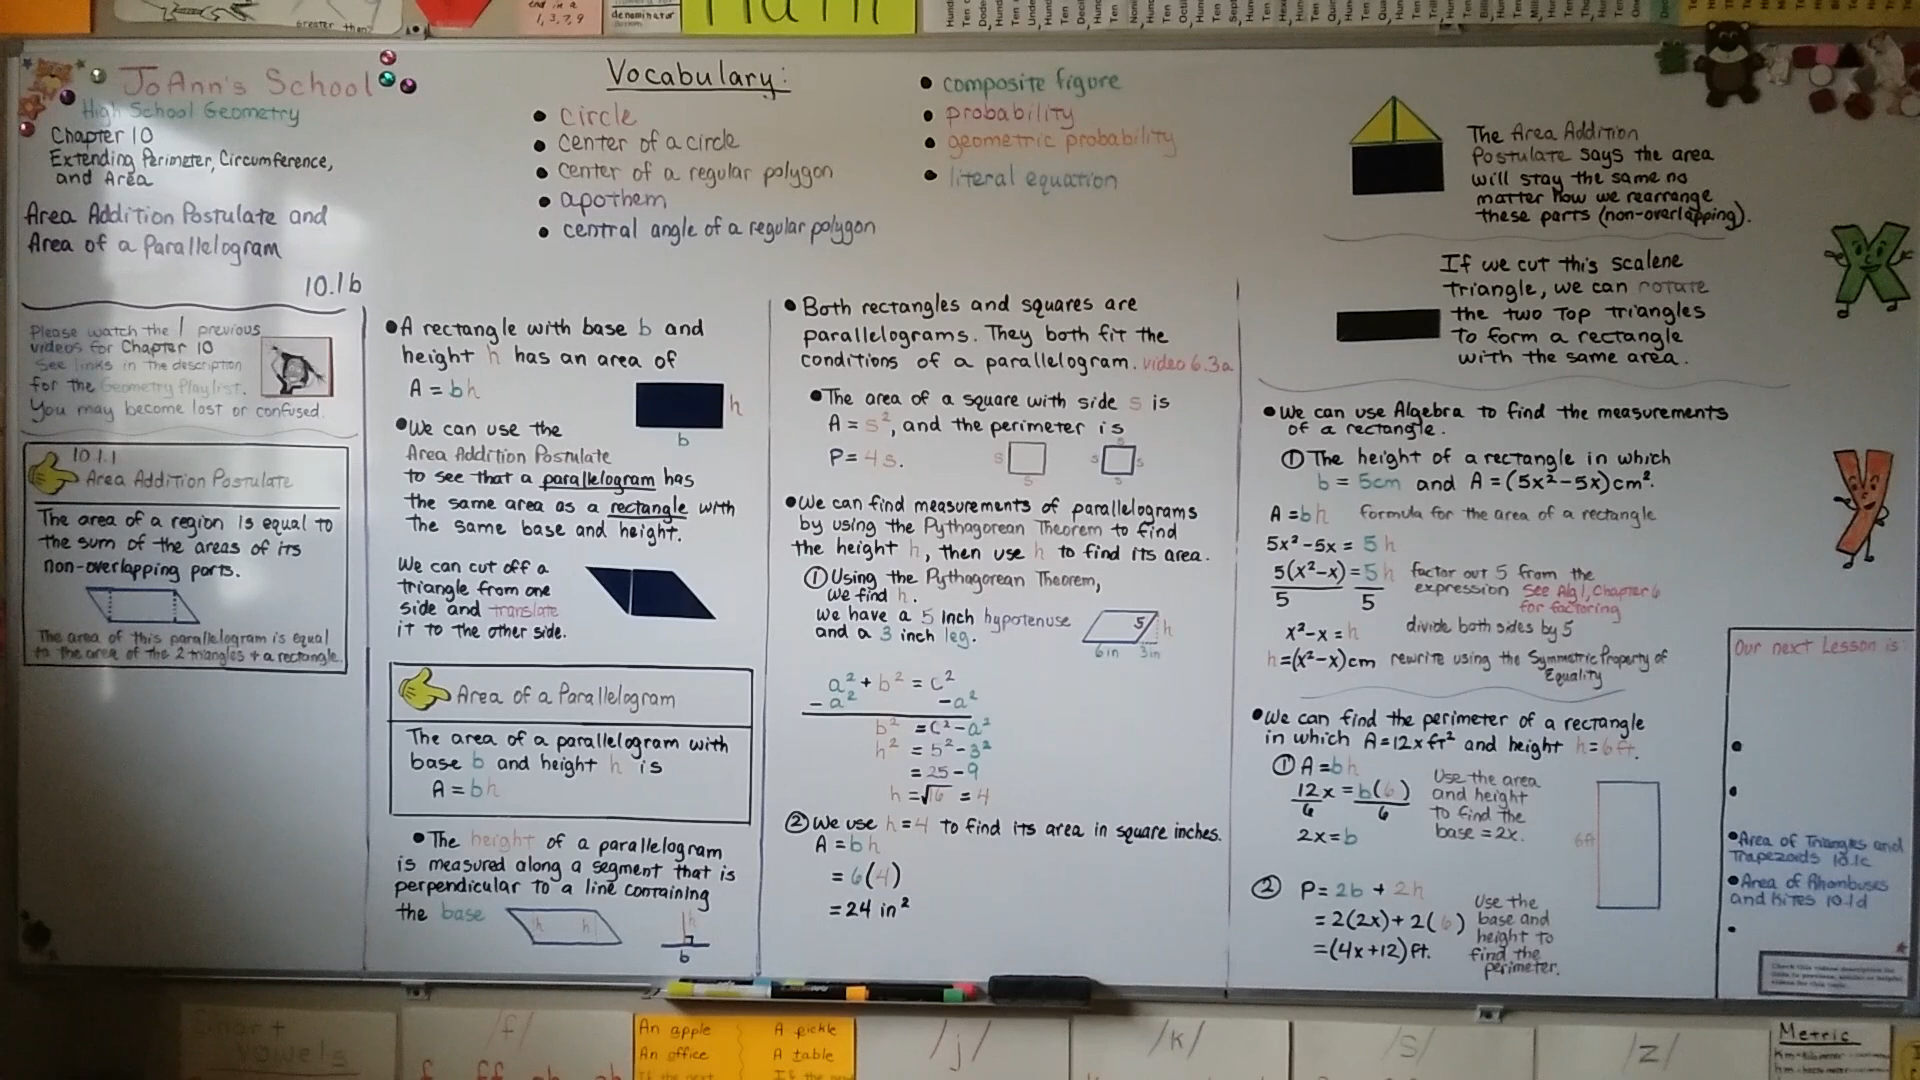 greater than?
end in a
1, 3, 7, 9
denominator
Math
JoAnn's School
High School Geometry
Chapter 10
Extending Perimeter, Circumference,
and Area
Area Addition Postulate and
Area of a Parallelogram
10.1b
Please watch the 1 previous
videos for Chapter 10
See links in the description
for the Geometry Playlist.
You may become lost or confused.
10.1.1
Area Addition Postulate
The area of a region is equal to
the sum of the areas of its
non-overlapping parts.
The area of this parallelogram is equal
to the area of the 2 triangles + a rectangle.
Vocabulary:
• circle
• center of a circle
• center of a regular polygon
• apothem
• central angle of a regular polygon
• composite figure
• probability
• geometric probability
• literal equation
• A rectangle with base b and
height h has an area of
A = bh
h
b
• We can use the
Area Addition Postulate
to see that a parallelogram has
the same area as a rectangle with
the same base and height.
We can cut off a
triangle from one
side and translate
it to the other side.
Area of a Parallelogram
The area of a parallelogram with
base b and height h is
A = bh
• The height of a parallelogram
is measured along a segment that is
perpendicular to a line containing
the base
h h
h
b
• Both rectangles and squares are
parallelograms. They both fit the
conditions of a parallelogram. video 6.3a
• The area of a square with side s is
A = s², and the perimeter is
P = 4s.
s
s
s
s s
s
• We can find measurements of parallelograms
by using the Pythagorean Theorem to find
the height h, then use h to find its area.
① Using the Pythagorean Theorem,
we find h.
we have a 5 inch hypotenuse
and a 3 inch leg.
5 h
6in 3in
a² + b² = c²
- a² - a²
b² = c² - a²
h² = 5² - 3²
= 25 - 9
h = √16 = 4
② We use h = 4 to find its area in square inches.
A = bh
= 6(4)
= 24 in²
The Area Addition
Postulate says the area
will stay the same no
matter how we rearrange
these parts (non-overlapping).
If we cut this scalene
triangle, we can rotate
the two top triangles
to form a rectangle
with the same area.
• We can use Algebra to find the measurements
of a rectangle.
① The height of a rectangle in which
b = 5cm and A = (5x² - 5x)cm².
A = bh formula for the area of a rectangle
5x² - 5x = 5h
5(x² - x) = 5h factor out 5 from the
5 5 expression See Alg 1, Chapter 6
for factoring
x² - x = h divide both sides by 5
h = (x² - x)cm rewrite using the Symmetric Property of
Equality
• We can find the perimeter of a rectangle
in which A = 12x ft² and height h = 6 ft.
① A = bh
12x = b(6)
6 6
2x = b
Use the area
and height
to find the
base = 2x.
6ft
② P = 2b + 2h
= 2(2x) + 2(6)
= (4x + 12) ft.
Use the
base and
height to
find the
perimeter.
Our next Lesson is:
• Area of Triangles and
Trapezoids 10.1c
• Area of Rhombuses
and Kites 10.1d
X
Y
Short
Vowels
/f/
An apple
An office
A pickle
A table
/j/
/k/
/s/
/z/
Metric